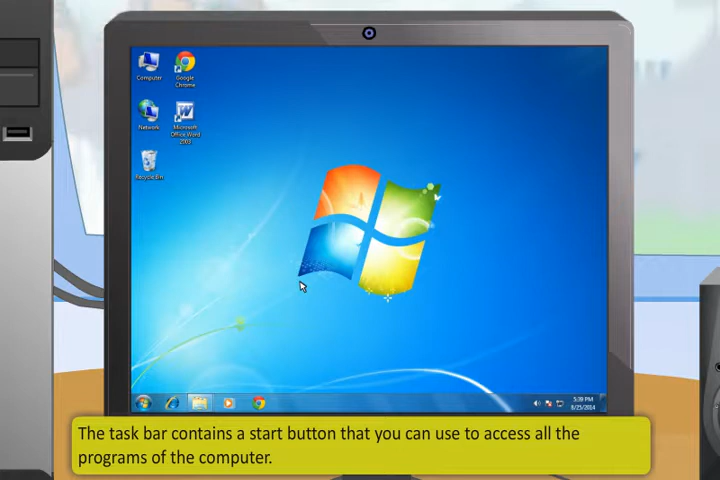 Computer
Google
Chrome
Network
Microsoft
Office Word
2003
Recycle Bin
5:39 PM
8/25/2014
The task bar contains a start button that you can use to access all the
programs of the computer.